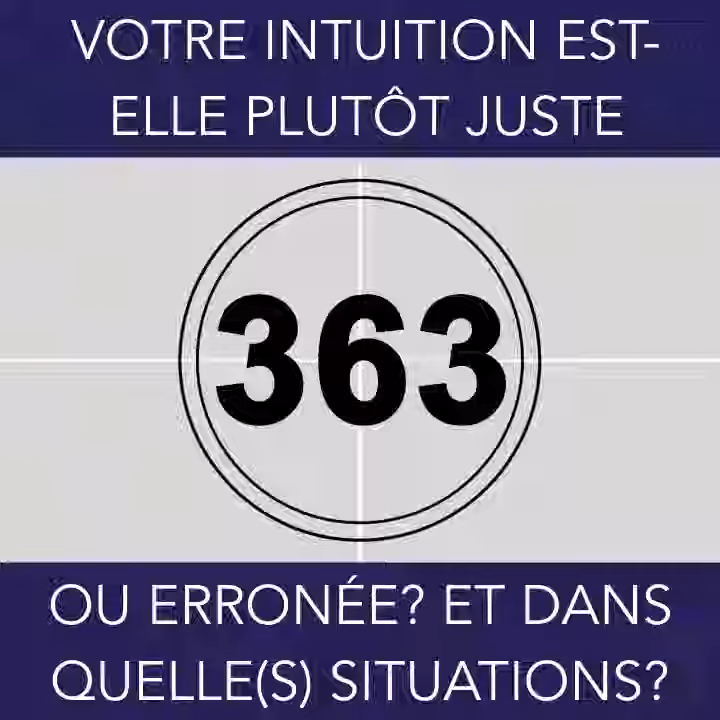 VOTRE INTUITION EST-
ELLE PLUTÔT JUSTE
363
OU ERRONÉE? ET DANS
QUELLE(S) SITUATIONS?